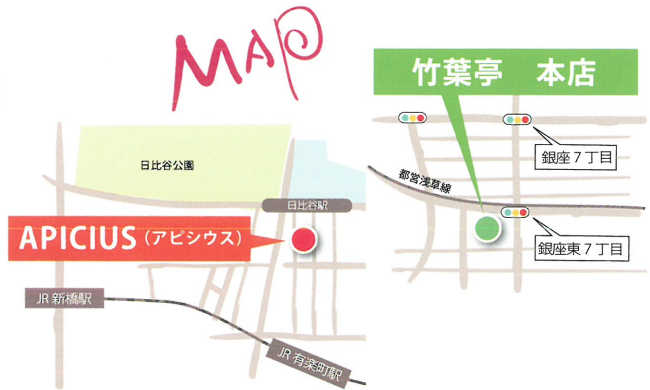 MAP
竹葉亭 本店
日比谷公園
日比谷駅
APICIUS(アピシウス)
JR 新橋駅
JR 有楽町駅
都営浅草線
銀座7丁目
銀座東7丁目